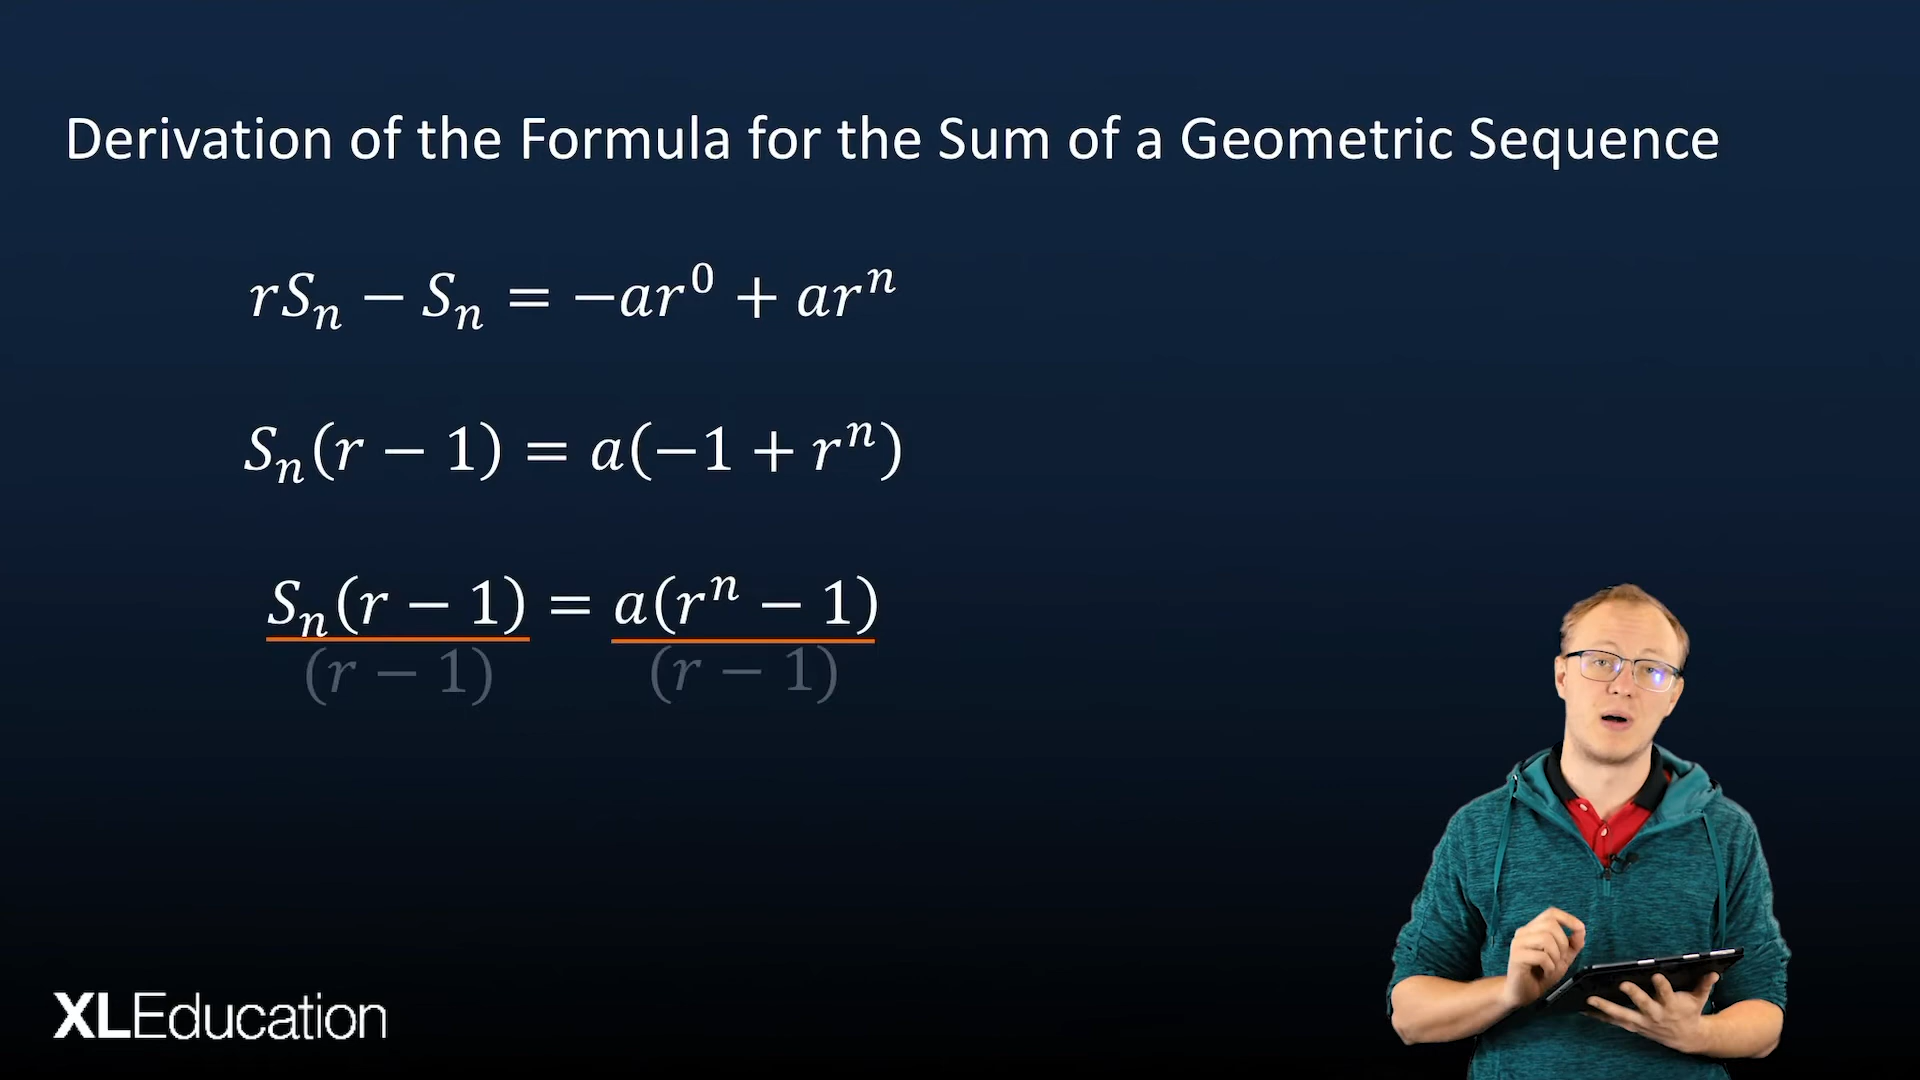 Derivation of the Formula for the Sum of a Geometric Sequence
rSₙ − Sₙ = −ar⁰ + arⁿ
Sₙ(r − 1) = a(−1 + rⁿ)
Sₙ(r − 1) = a(rⁿ − 1)
(r − 1) (r − 1)
XLEducation